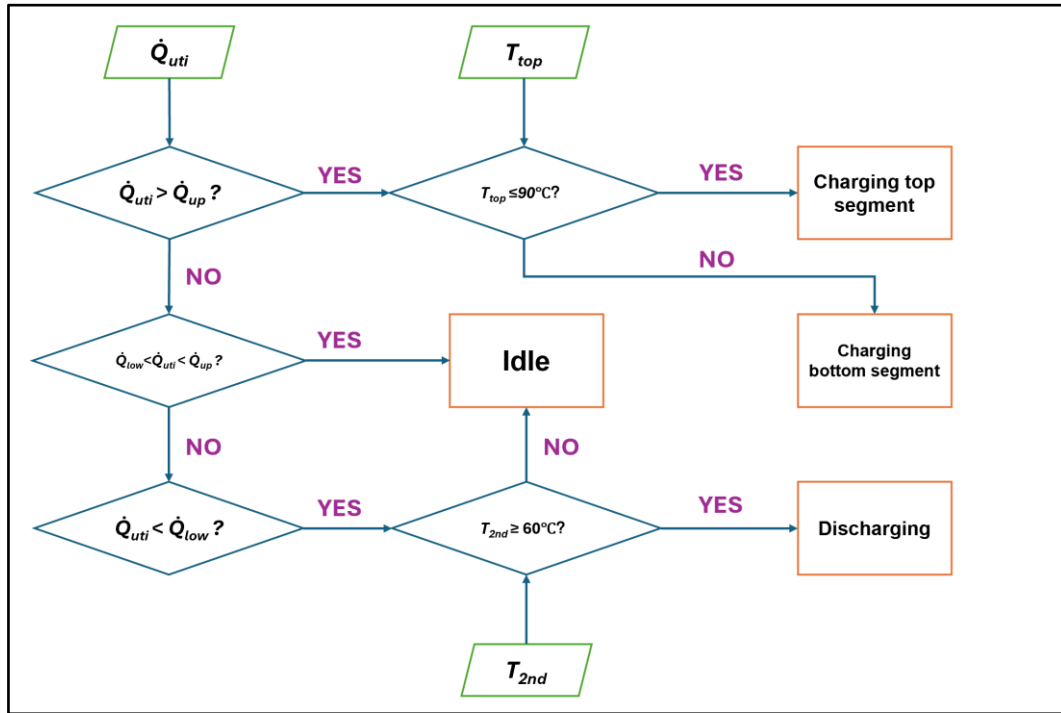 Q̇uti
Ttop
Q̇uti > Q̇up ?
YES
Ttop ≤90℃?
YES
Charging top
segment
NO
NO
Q̇low<Q̇uti< Q̇up ?
YES
Idle
Charging
bottom segment
NO
NO
Q̇uti < Q̇low ?
YES
T2nd ≥ 60℃?
YES
Discharging
T2nd